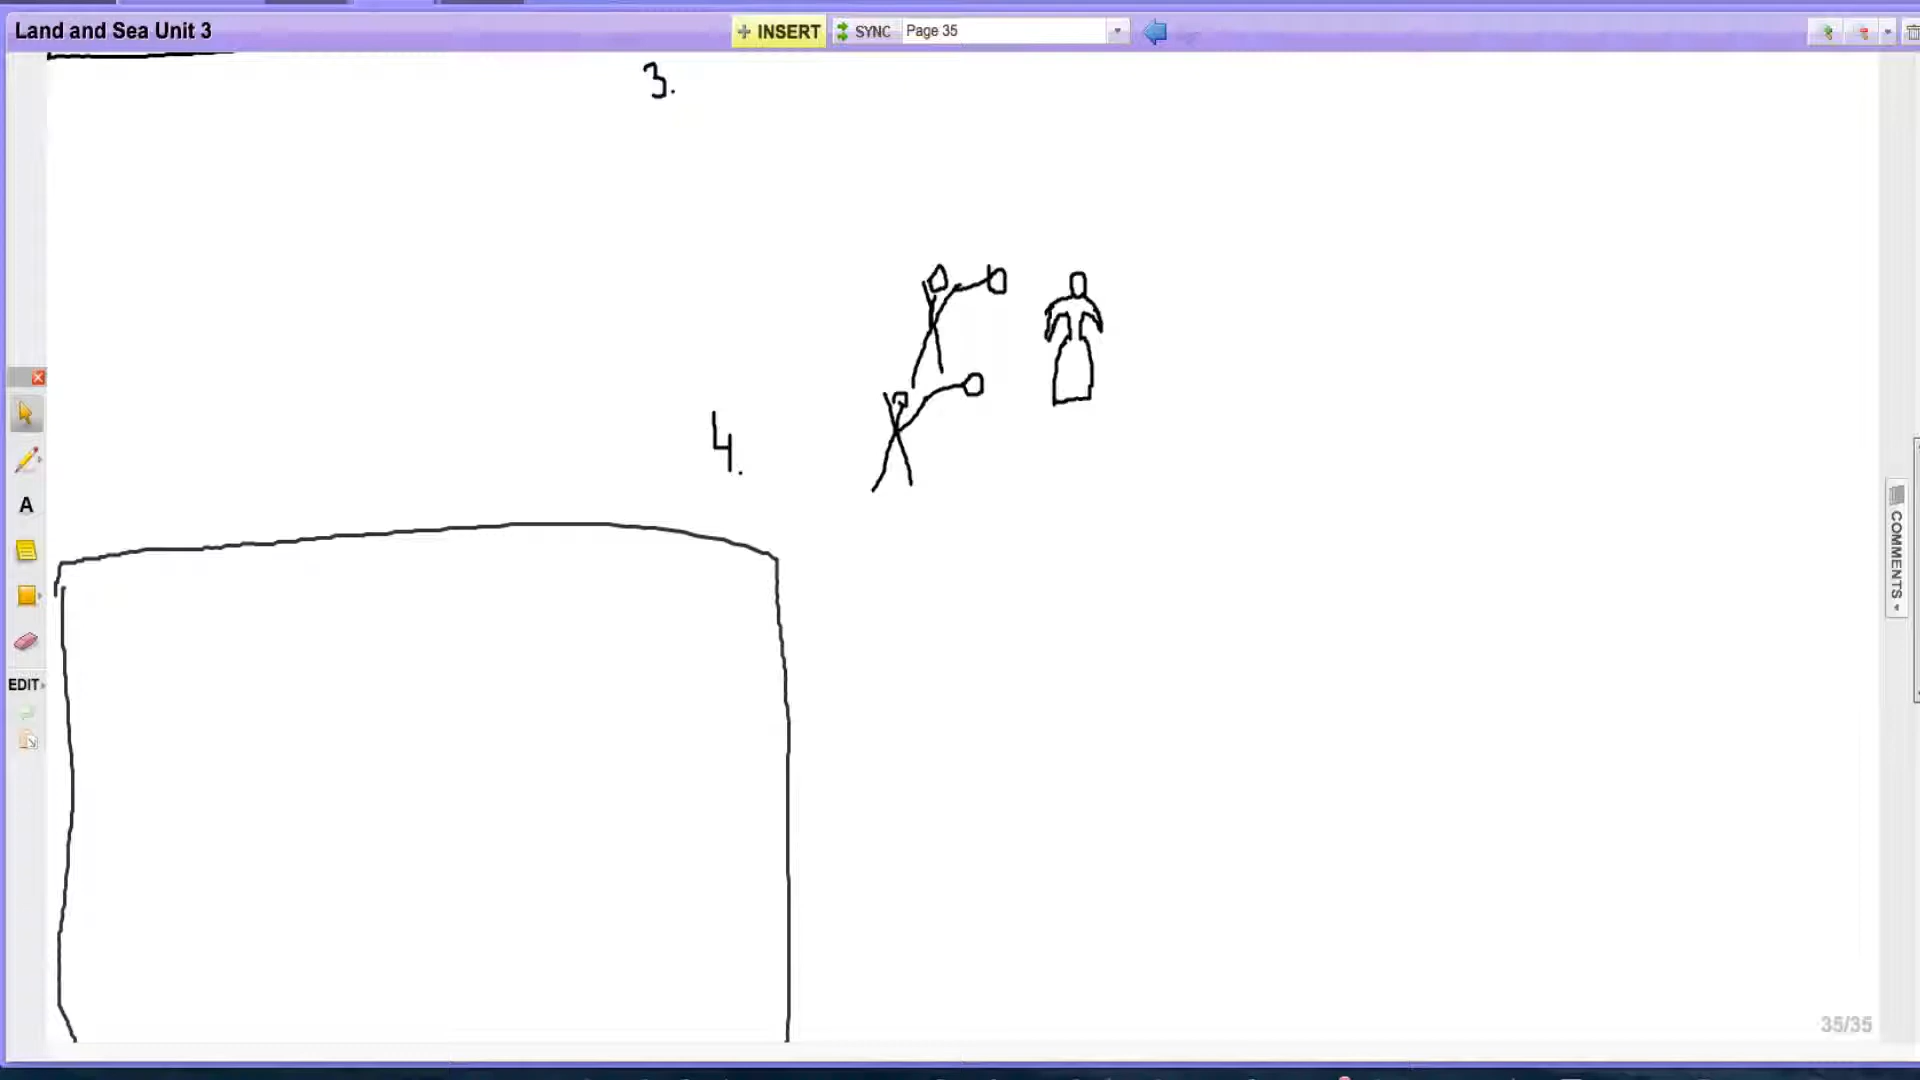 Land and Sea Unit 3
+ INSERT SYNC Page 35
3.
4.
A
EDIT
COMMENTS
35/35